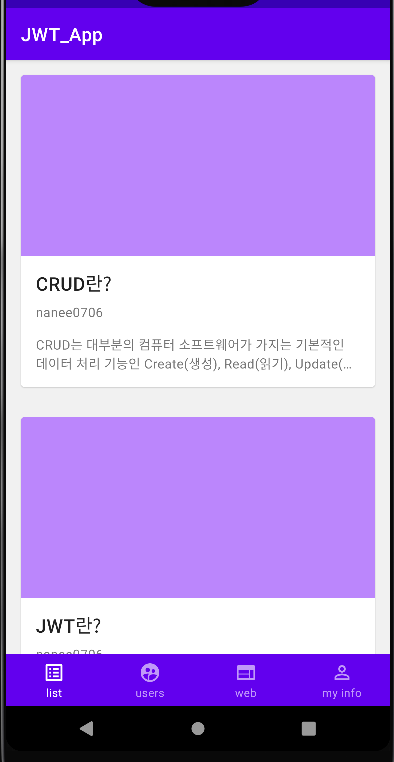 JWT_App
CRUD란?
nanee0706
CRUD는 대부분의 컴퓨터 소프트웨어가 가지는 기본적인
데이터 처리 기능인 Create(생성), Read(읽기), Update(…
JWT란?
nanee0706
list
users
web
my info